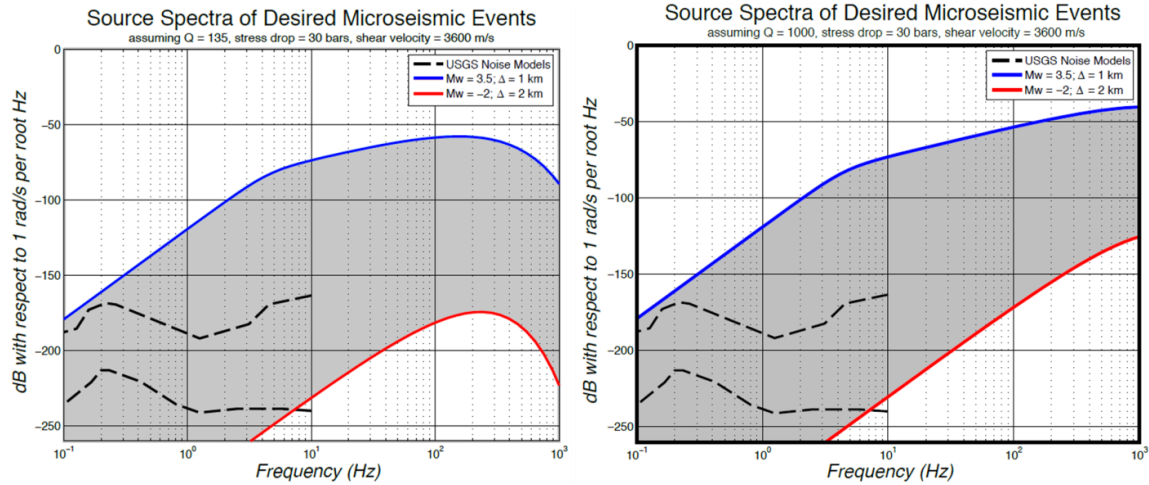 Source Spectra of Desired Microseismic Events
assuming Q = 135, stress drop = 30 bars, shear velocity = 3600 m/s
USGS Noise Models
Mw = 3.5; Δ = 1 km
Mw = −2; Δ = 2 km
dB with respect to 1 rad/s per root Hz
0
−50
−100
−150
−200
−250
10⁻¹ 10⁰ 10¹ 10² 10³
Frequency (Hz)
Source Spectra of Desired Microseismic Events
assuming Q = 1000, stress drop = 30 bars, shear velocity = 3600 m/s
USGS Noise Models
Mw = 3.5; Δ = 1 km
Mw = −2; Δ = 2 km
dB with respect to 1 rad/s per root Hz
0
−50
−100
−150
−200
−250
10⁻¹ 10⁰ 10¹ 10² 10³
Frequency (Hz)